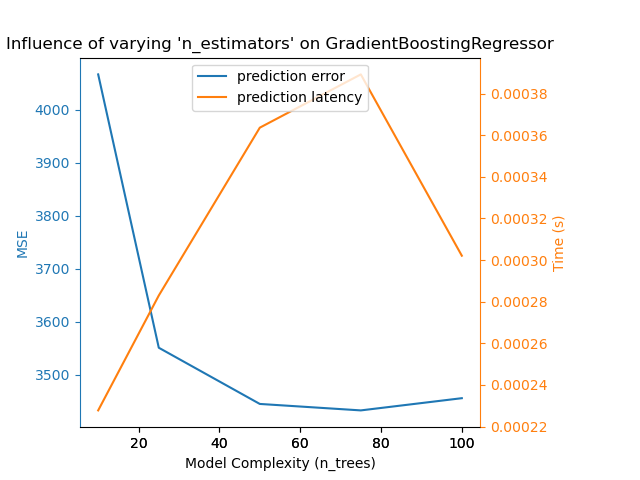 Influence of varying 'n_estimators' on GradientBoostingRegressor
prediction error
prediction latency
MSE
4000
3900
3800
3700
3600
3500
0.00038
0.00036
0.00034
0.00032
0.00030
0.00028
0.00026
0.00024
0.00022
Time (s)
20 40 60 80 100
Model Complexity (n_trees)